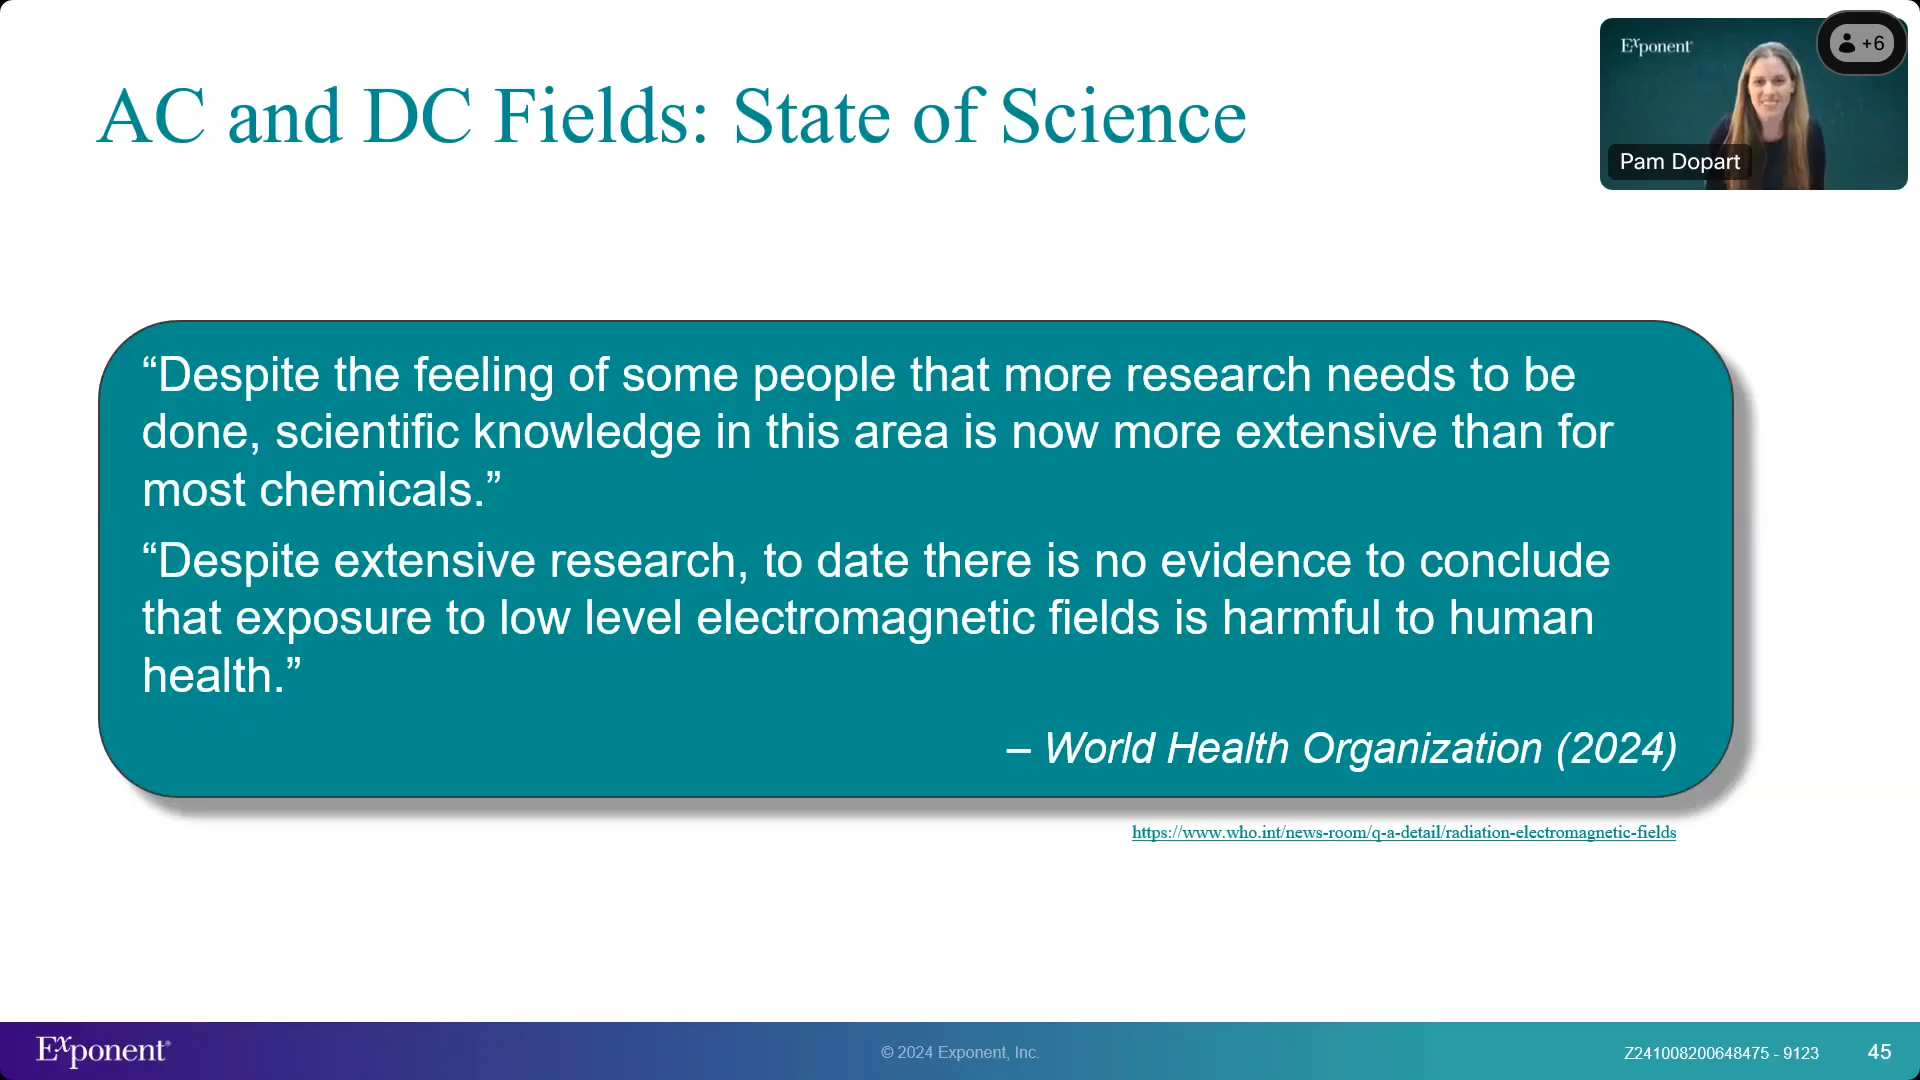 AC and DC Fields: State of Science
Exponent®
+6
Pam Dopart
“Despite the feeling of some people that more research needs to be
done, scientific knowledge in this area is now more extensive than for
most chemicals.”
“Despite extensive research, to date there is no evidence to conclude
that exposure to low level electromagnetic fields is harmful to human
health.”
– World Health Organization (2024)
https://www.who.int/news-room/q-a-detail/radiation-electromagnetic-fields
Exponent®
© 2024 Exponent, Inc.
Z241008200648475 - 9123
45